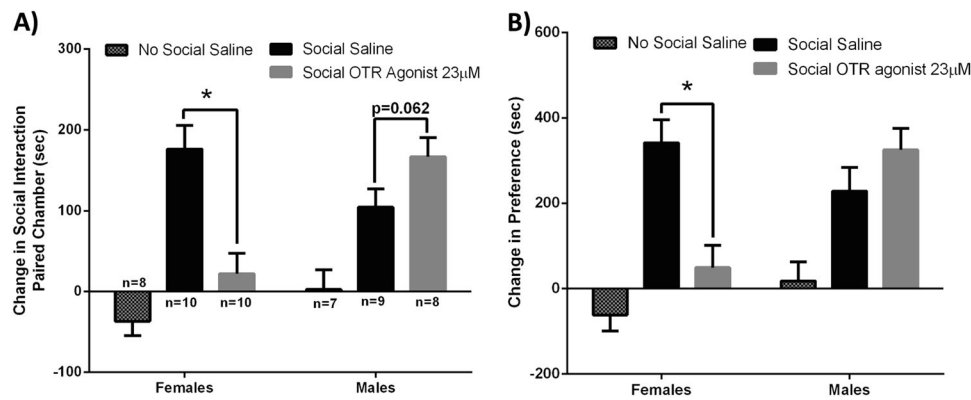 A)
300
200
100
0
-100
Change in Social Interaction
Paired Chamber (sec)
No Social Saline
Social Saline
Social OTR Agonist 23μM
*
p=0.062
n=8
n=10
n=10
n=7
n=9
n=8
Females
Males
B)
600
400
200
0
-200
Change in Preference (sec)
No Social Saline
Social Saline
Social OTR agonist 23μM
*
Females
Males